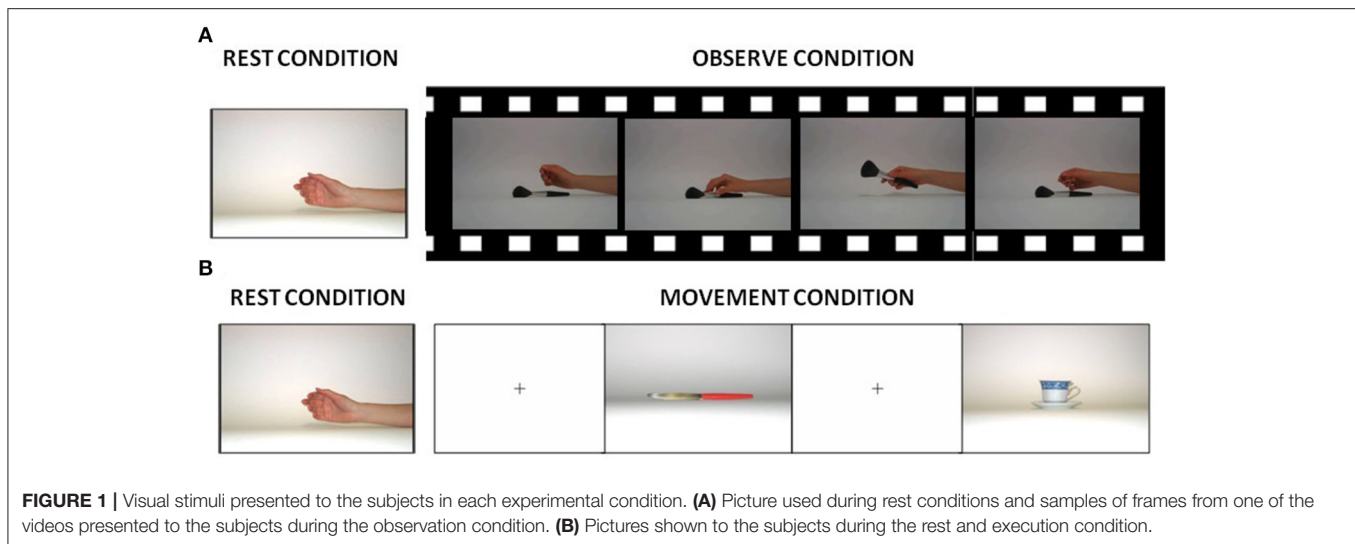 A
REST CONDITION OBSERVE CONDITION
B
REST CONDITION MOVEMENT CONDITION
FIGURE 1 | Visual stimuli presented to the subjects in each experimental condition. (A) Picture used during rest conditions and samples of frames from one of the
videos presented to the subjects during the observation condition. (B) Pictures shown to the subjects during the rest and execution condition.